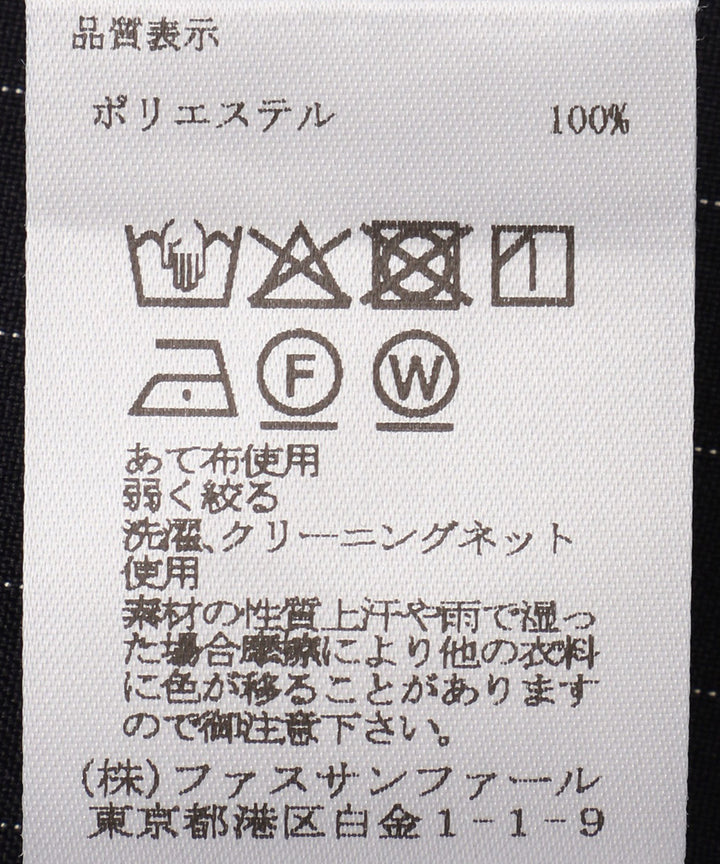 品質表示
ポリエステル 100%
F W
あて布使用
弱く絞る
洗濯、クリーニングネット
使用
素材の性質上汗や雨で湿っ
た場合摩擦により他の衣料
に色が移ることがあります
ので御注意下さい。
(株)ファスサンファール
東京都港区白金1-1-9